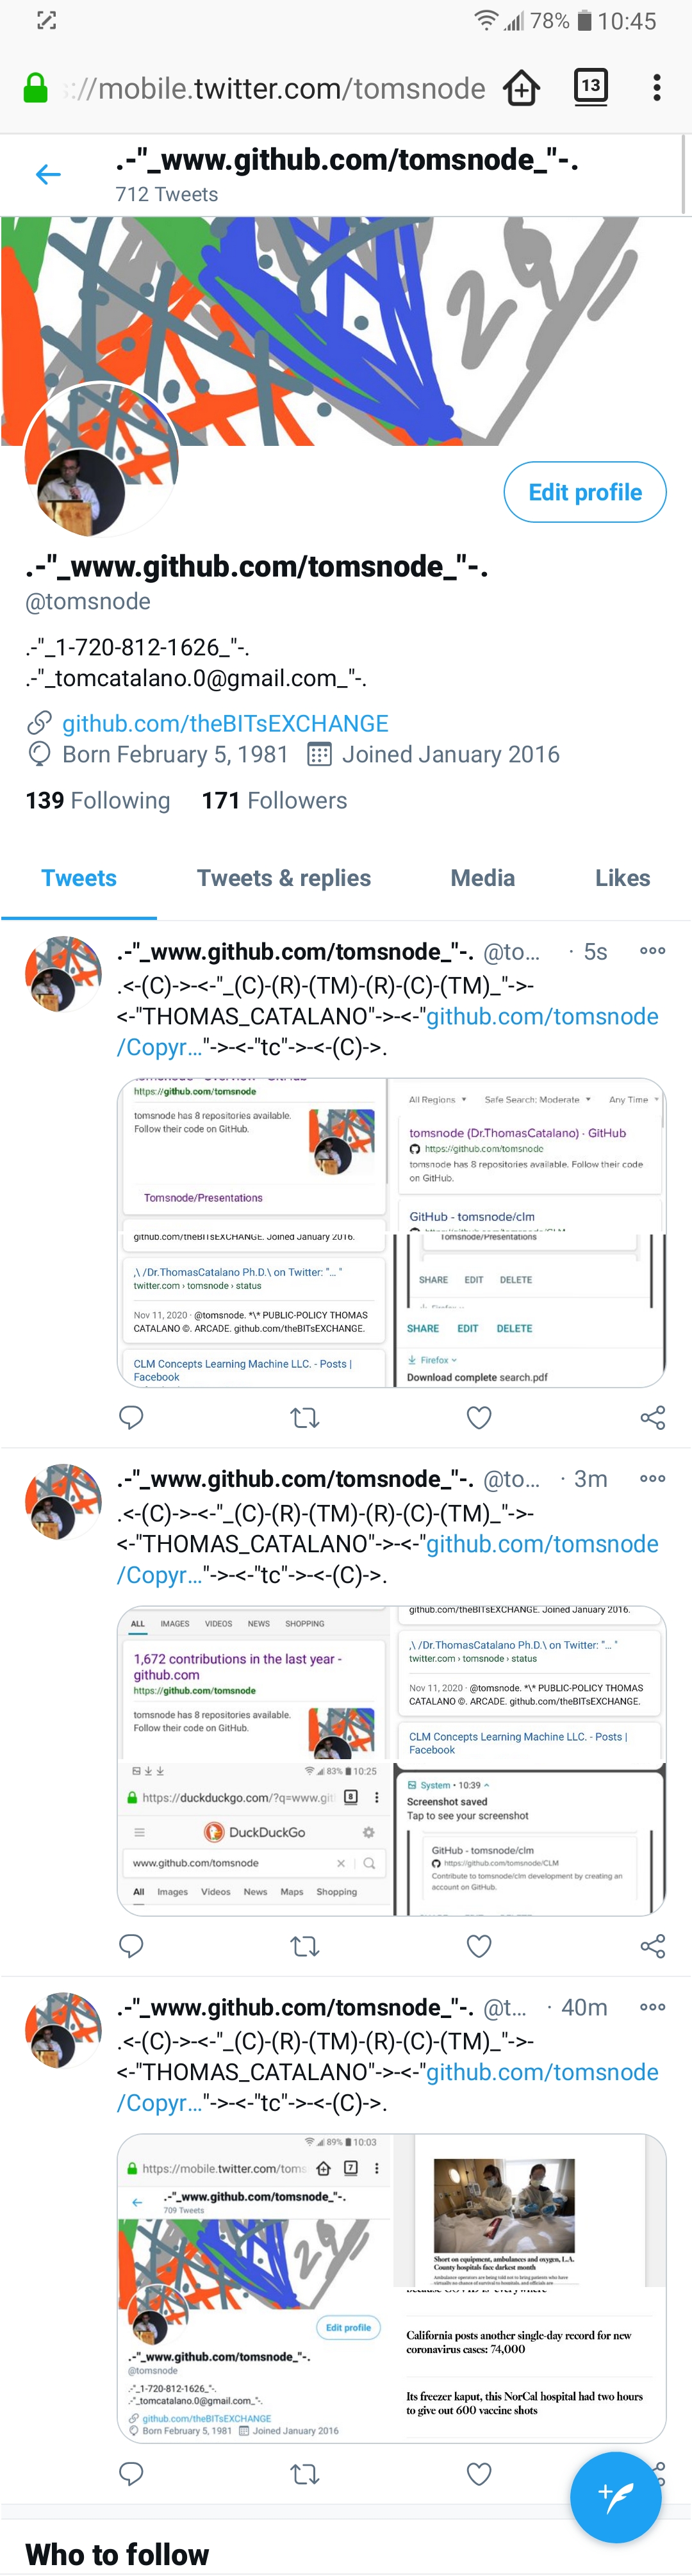 78% 10:45
://mobile.twitter.com/tomsnode 13
.-"_www.github.com/tomsnode_"-.
712 Tweets
Edit profile
.-"_www.github.com/tomsnode_"-.
@tomsnode
.-"_1-720-812-1626_"-.
.-"_tomcatalano.0@gmail.com_"-.
github.com/theBITsEXCHANGE
Born February 5, 1981 Joined January 2016
139 Following 171 Followers
Tweets Tweets & replies Media Likes
.-"_www.github.com/tomsnode_"-. @to... · 5s
.<-(C)->-<-"_(C)-(R)-(TM)-(R)-(C)-(TM)_"->-
<-"THOMAS_CATALANO"->-<-"github.com/tomsnode
/Copyr..."->-<-"tc"->-<-(C)->.
https://github.com/tomsnode
tomsnode has 8 repositories available.
Follow their code on GitHub.
Tomsnode/Presentations
All Regions Safe Search: Moderate Any Time
tomsnode (Dr.ThomasCatalano) · GitHub
https://github.com/tomsnode
tomsnode has 8 repositories available. Follow their code
on GitHub.
GitHub - tomsnode/clm
github.com/theBITsEXCHANGE. Joined January 2016.
,\ /Dr.ThomasCatalano Ph.D.\ on Twitter: "... "
twitter.com › tomsnode › status
Nov 11, 2020 · @tomsnode. *\* PUBLIC-POLICY THOMAS
CATALANO ©. ARCADE. github.com/theBITsEXCHANGE.
CLM Concepts Learning Machine LLC. - Posts |
Facebook
Tomsnode/Presentations
SHARE EDIT DELETE
SHARE EDIT DELETE
Firefox
Download complete search.pdf
.-"_www.github.com/tomsnode_"-. @to... · 3m
.<-(C)->-<-"_(C)-(R)-(TM)-(R)-(C)-(TM)_"->-
<-"THOMAS_CATALANO"->-<-"github.com/tomsnode
/Copyr..."->-<-"tc"->-<-(C)->.
ALL IMAGES VIDEOS NEWS SHOPPING
1,672 contributions in the last year -
github.com
https://github.com/tomsnode
tomsnode has 8 repositories available.
Follow their code on GitHub.
github.com/theBITsEXCHANGE. Joined January 2016.
,\ /Dr.ThomasCatalano Ph.D.\ on Twitter: "... "
twitter.com › tomsnode › status
Nov 11, 2020 · @tomsnode. *\* PUBLIC-POLICY THOMAS
CATALANO ©. ARCADE. github.com/theBITsEXCHANGE.
CLM Concepts Learning Machine LLC. - Posts |
Facebook
83% 10:25
https://duckduckgo.com/?q=www.git 8
DuckDuckGo
www.github.com/tomsnode
All Images Videos News Maps Shopping
System • 10:39
Screenshot saved
Tap to see your screenshot
GitHub - tomsnode/clm
https://github.com/tomsnode/CLM
Contribute to tomsnode/clm development by creating an
account on GitHub.
.-"_www.github.com/tomsnode_"-. @t... · 40m
.<-(C)->-<-"_(C)-(R)-(TM)-(R)-(C)-(TM)_"->-
<-"THOMAS_CATALANO"->-<-"github.com/tomsnode
/Copyr..."->-<-"tc"->-<-(C)->.
89% 10:03
https://mobile.twitter.com/toms 7
.-"_www.github.com/tomsnode_"-.
709 Tweets
Edit profile
.-"_www.github.com/tomsnode_"-.
@tomsnode
.-"_1-720-812-1626_"-.
.-"_tomcatalano.0@gmail.com_"-.
github.com/theBITsEXCHANGE
Born February 5, 1981 Joined January 2016
Short on equipment, ambulances and oxygen, L.A.
County hospitals face darkest month
Ambulance operators are being told not to bring patients who have
because COVID is 'everywhere'
California posts another single-day record for new
coronavirus cases: 74,000
Its freezer kaput, this NorCal hospital had two hours
to give out 600 vaccine shots
Who to follow